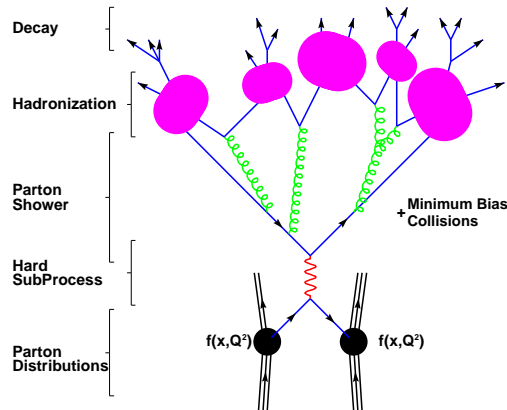 Decay
Hadronization
Parton
Shower
+ Minimum Bias
Collisions
Hard
SubProcess
f(x,Q²)
f(x,Q²)
Parton
Distributions